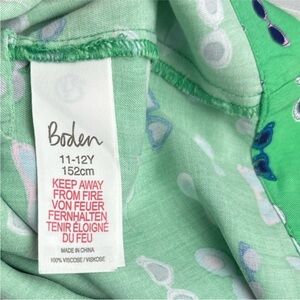 Boden
11-12Y
152cm
KEEP AWAY
FROM FIRE
VON FEUER
FERNHALTEN
TENIR ÉLOIGNÉ
DU FEU
MADE IN CHINA
100% VISCOSE / VISKOSE